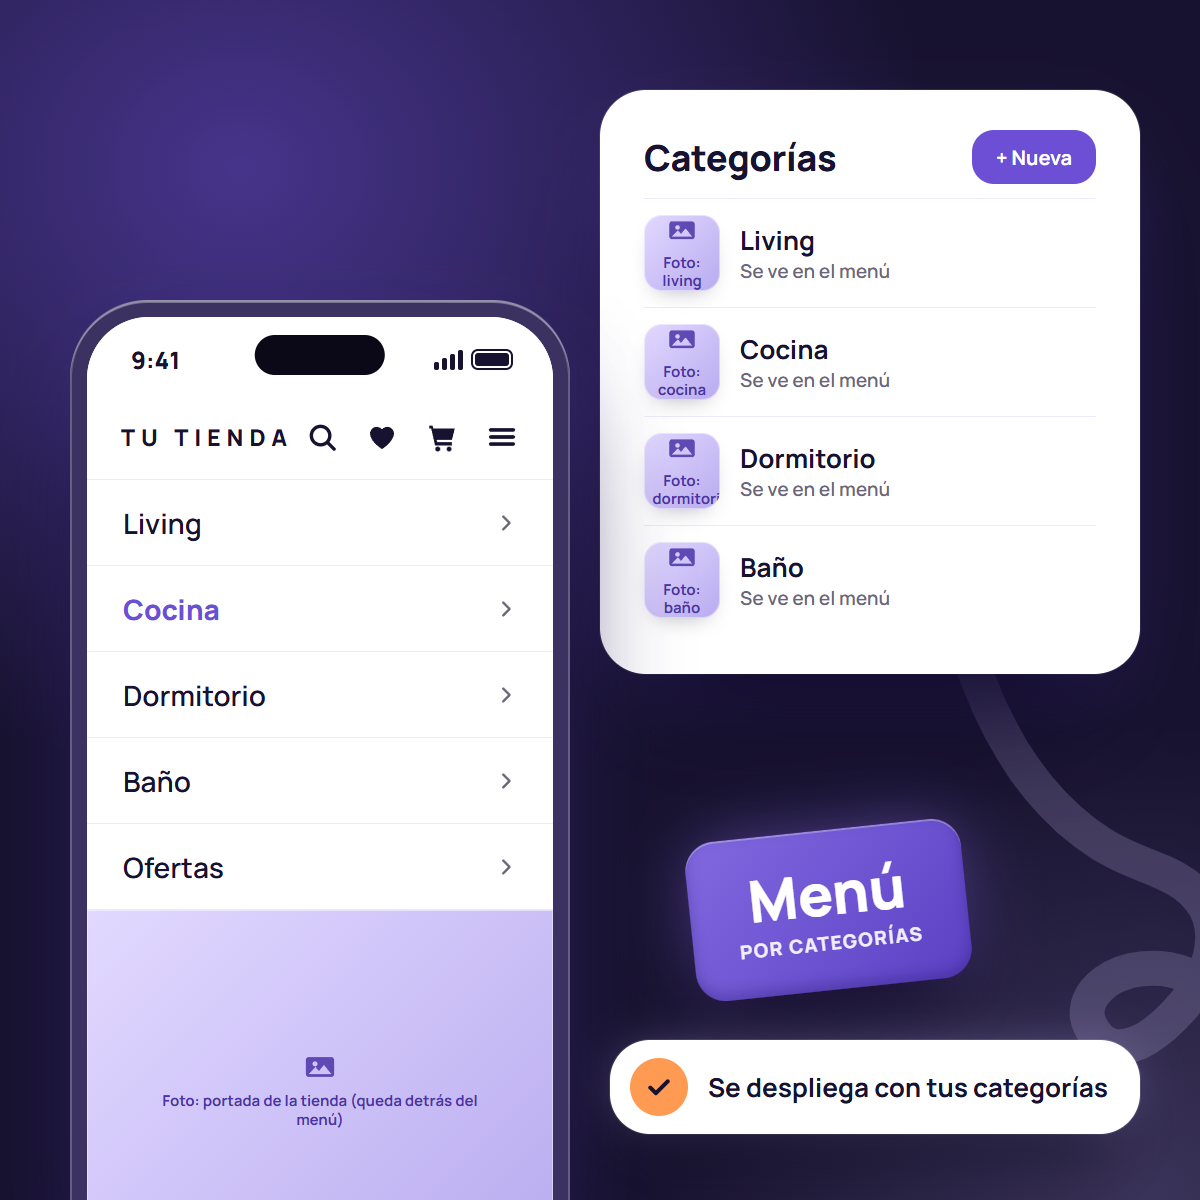 Categorías
+ Nueva
Foto:
living
Living
Se ve en el menú
Foto:
cocina
Cocina
Se ve en el menú
Foto:
dormitori
Dormitorio
Se ve en el menú
Foto:
baño
Baño
Se ve en el menú
9:41
TU TIENDA
Living
Cocina
Dormitorio
Baño
Ofertas
Foto: portada de la tienda (queda detrás del
menú)
Menú
POR CATEGORÍAS
Se despliega con tus categorías